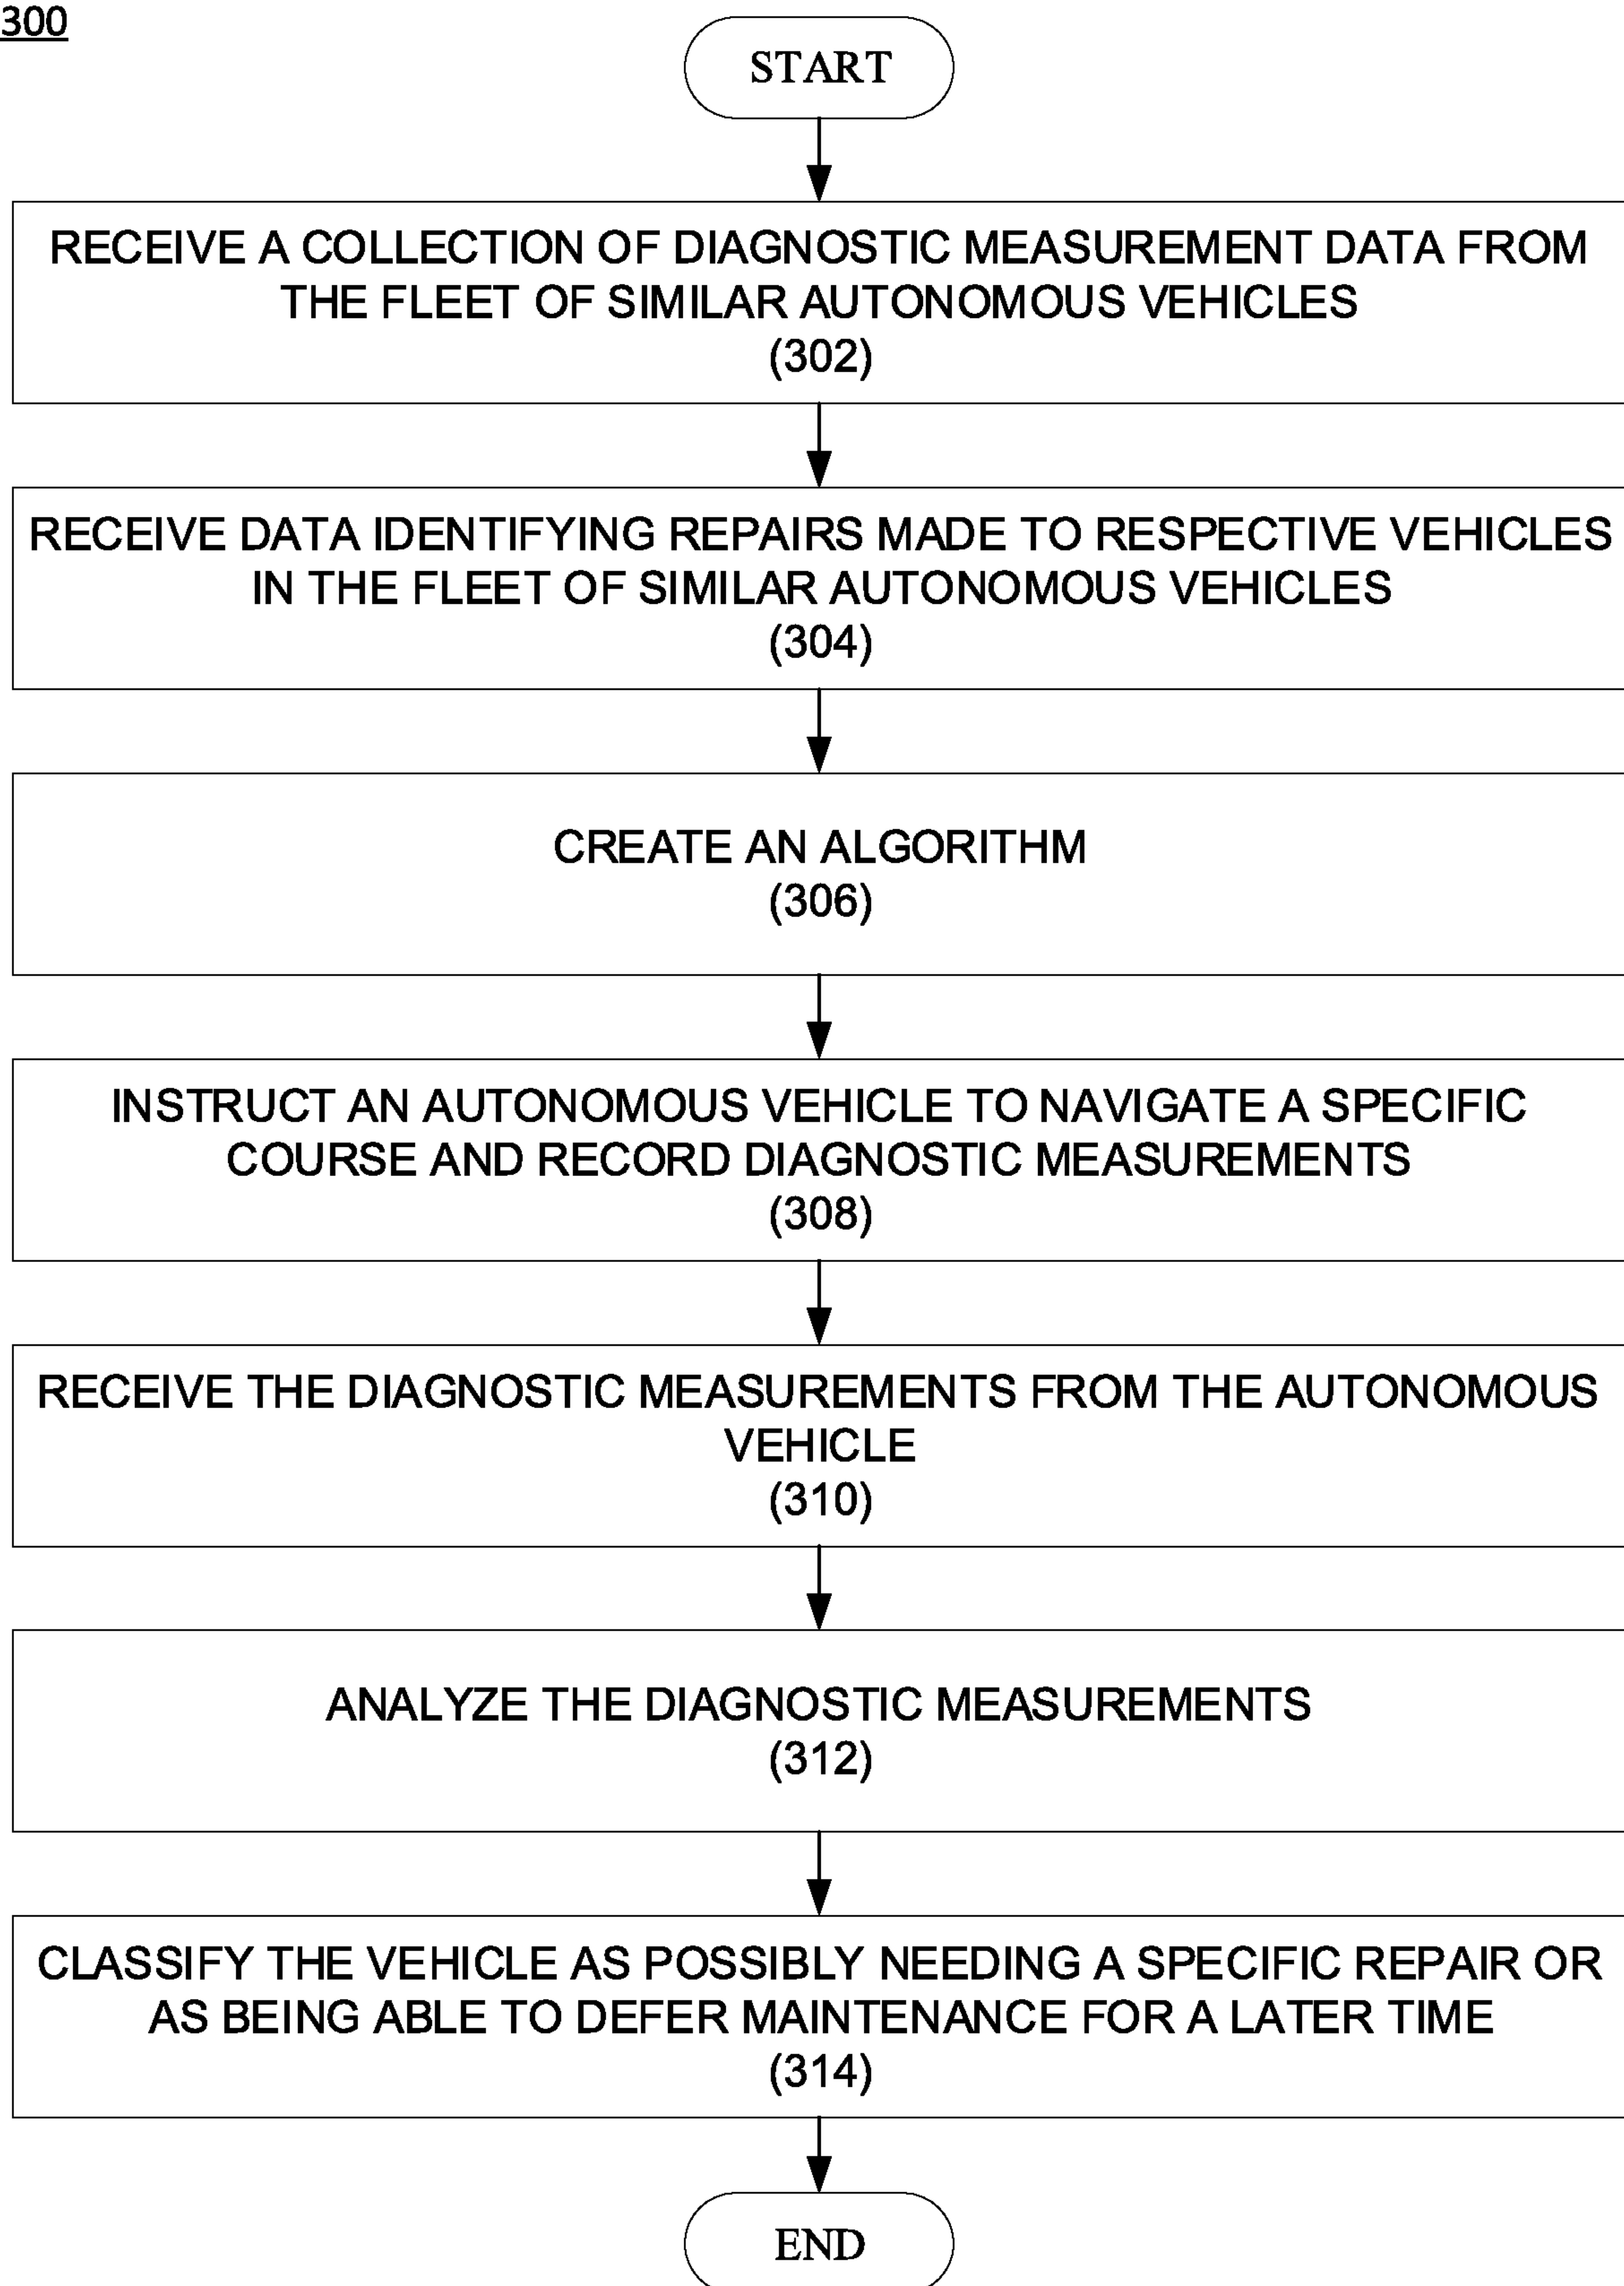 300
START
RECEIVE A COLLECTION OF DIAGNOSTIC MEASUREMENT DATA FROM
THE FLEET OF SIMILAR AUTONOMOUS VEHICLES
(302)
RECEIVE DATA IDENTIFYING REPAIRS MADE TO RESPECTIVE VEHICLES
IN THE FLEET OF SIMILAR AUTONOMOUS VEHICLES
(304)
CREATE AN ALGORITHM
(306)
INSTRUCT AN AUTONOMOUS VEHICLE TO NAVIGATE A SPECIFIC
COURSE AND RECORD DIAGNOSTIC MEASUREMENTS
(308)
RECEIVE THE DIAGNOSTIC MEASUREMENTS FROM THE AUTONOMOUS
VEHICLE
(310)
ANALYZE THE DIAGNOSTIC MEASUREMENTS
(312)
CLASSIFY THE VEHICLE AS POSSIBLY NEEDING A SPECIFIC REPAIR OR
AS BEING ABLE TO DEFER MAINTENANCE FOR A LATER TIME
(314)
END